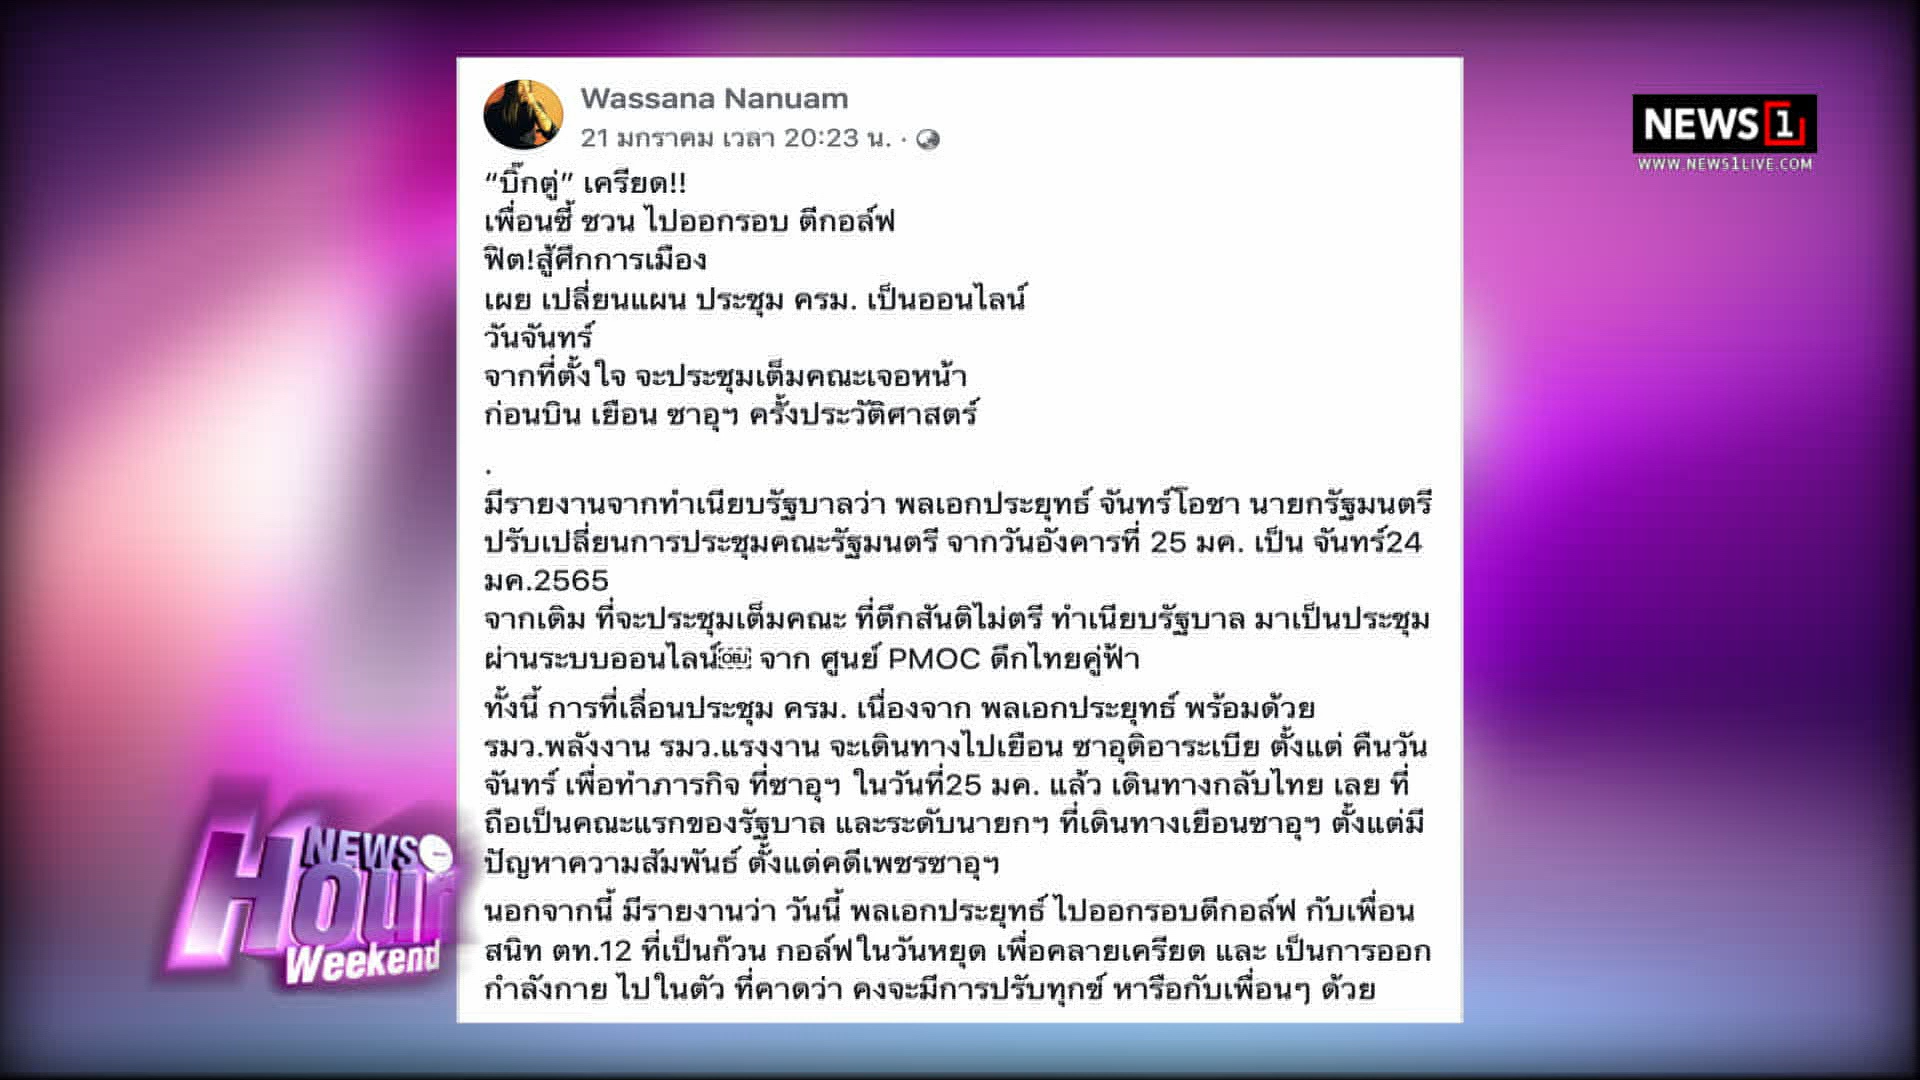 Wassana Nanuam
21 มกราคม เวลา 20:23 น. ·
“บิ๊กตู่” เครียด!!
เพื่อนซี้ ชวน ไปออกรอบ ตีกอล์ฟ
ฟิต!สู้ศึกการเมือง
เผย เปลี่ยนแผน ประชุม ครม. เป็นออนไลน์
วันจันทร์
จากที่ตั้งใจ จะประชุมเต็มคณะเจอหน้า
ก่อนบิน เยือน ซาอุฯ ครั้งประวัติศาสตร์
.
มีรายงานจากทำเนียบรัฐบาลว่า พลเอกประยุทธ์ จันทร์โอชา นายกรัฐมนตรี
ปรับเปลี่ยนการประชุมคณะรัฐมนตรี จากวันอังคารที่ 25 มค. เป็น จันทร์24
มค.2565
จากเดิม ที่จะประชุมเต็มคณะ ที่ตึกสันติไม่ตรี ทำเนียบรัฐบาล มาเป็นประชุม
ผ่านระบบออนไลน์￼ จาก ศูนย์ PMOC ตึกไทยคู่ฟ้า
ทั้งนี้ การที่เลื่อนประชุม ครม. เนื่องจาก พลเอกประยุทธ์ พร้อมด้วย
รมว.พลังงาน รมว.แรงงาน จะเดินทางไปเยือน ซาอุดิอาระเบีย ตั้งแต่ คืนวัน
จันทร์ เพื่อทำภารกิจ ที่ซาอุฯ ในวันที่25 มค. แล้ว เดินทางกลับไทย เลย ที่
ถือเป็นคณะแรกของรัฐบาล และระดับนายกฯ ที่เดินทางเยือนซาอุฯ ตั้งแต่มี
ปัญหาความสัมพันธ์ ตั้งแต่คดีเพชรซาอุฯ
นอกจากนี้ มีรายงานว่า วันนี้ พลเอกประยุทธ์ ไปออกรอบตีกอล์ฟ กับเพื่อน
สนิท ตท.12 ที่เป็นก๊วน กอล์ฟในวันหยุด เพื่อคลายเครียด และ เป็นการออก
กำลังกาย ไปในตัว ที่คาดว่า คงจะมีการปรับทุกข์ หารือกับเพื่อนๆ ด้วย
NEWS 1
WWW.NEWS1LIVE.COM
NEWS
Hour
Weekend